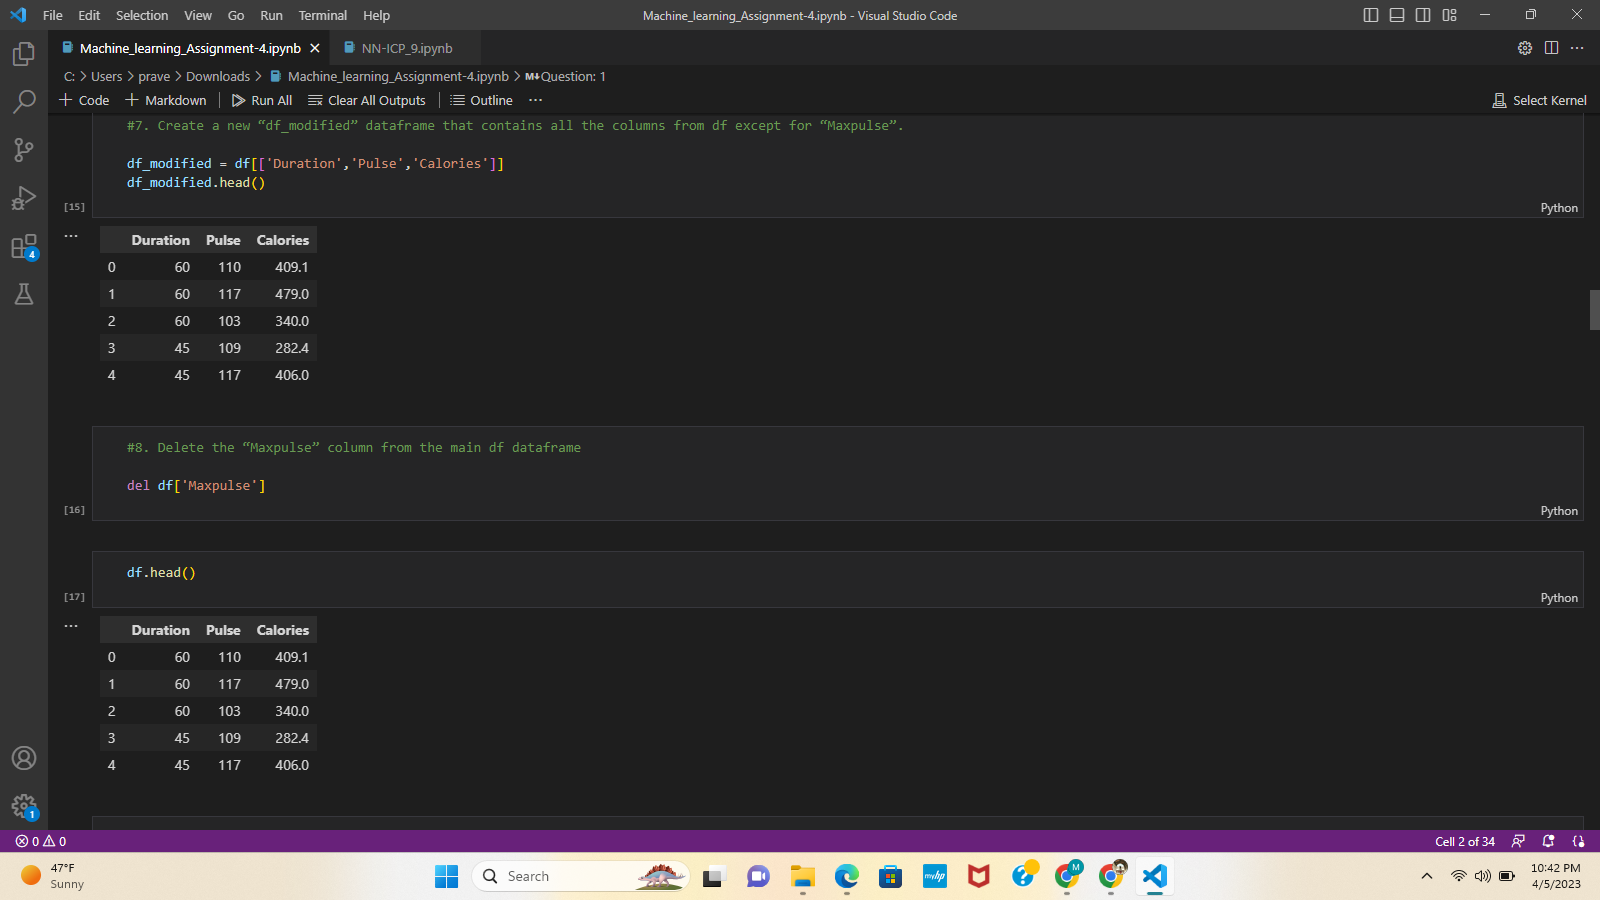 File Edit Selection View Go Run Terminal Help Machine_learning_Assignment-4.ipynb - Visual Studio Code
Machine_learning_Assignment-4.ipynb NN-ICP_9.ipynb
C: > Users > prave > Downloads > Machine_learning_Assignment-4.ipynb > M↓Question: 1
+ Code + Markdown Run All Clear All Outputs Outline ... Select Kernel
#7. Create a new “df_modified” dataframe that contains all the columns from df except for “Maxpulse”.
df_modified = df[['Duration','Pulse','Calories']]
df_modified.head()
[15] Python
Duration Pulse Calories
0 60 110 409.1
1 60 117 479.0
2 60 103 340.0
3 45 109 282.4
4 45 117 406.0
#8. Delete the “Maxpulse” column from the main df dataframe
del df['Maxpulse']
[16] Python
df.head()
[17] Python
Duration Pulse Calories
0 60 110 409.1
1 60 117 479.0
2 60 103 340.0
3 45 109 282.4
4 45 117 406.0
4
1
0 0 Cell 2 of 34
47°F
Sunny
Search
myhp
M
10:42 PM
4/5/2023